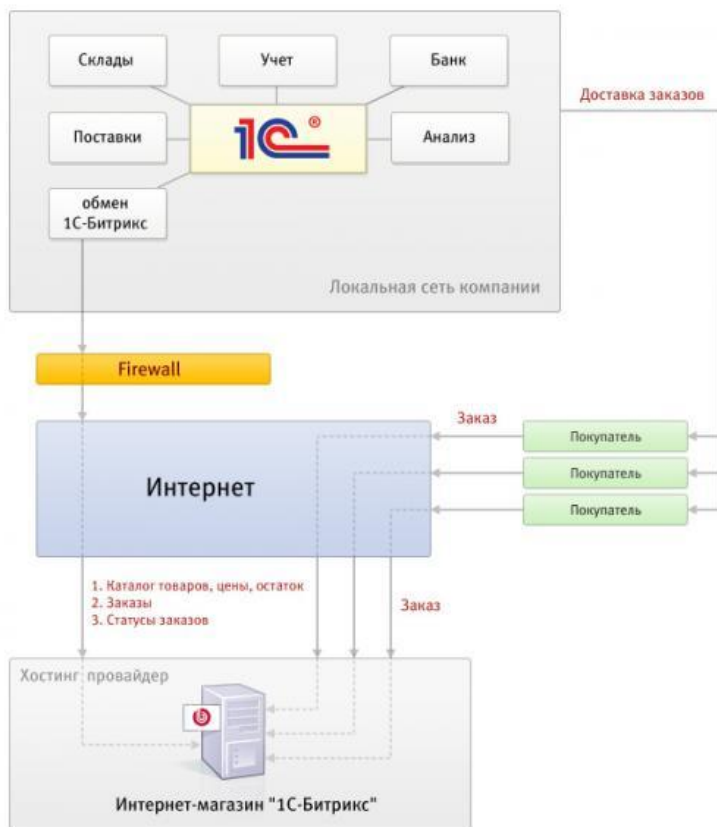 Склады
Учет
Банк
Доставка заказов
Поставки
1С®
Анализ
обмен
1С-Битрикс
Локальная сеть компании
Firewall
Заказ
Покупатель
Интернет
Покупатель
Покупатель
1. Каталог товаров, цены, остаток
2. Заказы
3. Статусы заказов
Заказ
Хостинг провайдер
Интернет-магазин "1С-Битрикс"